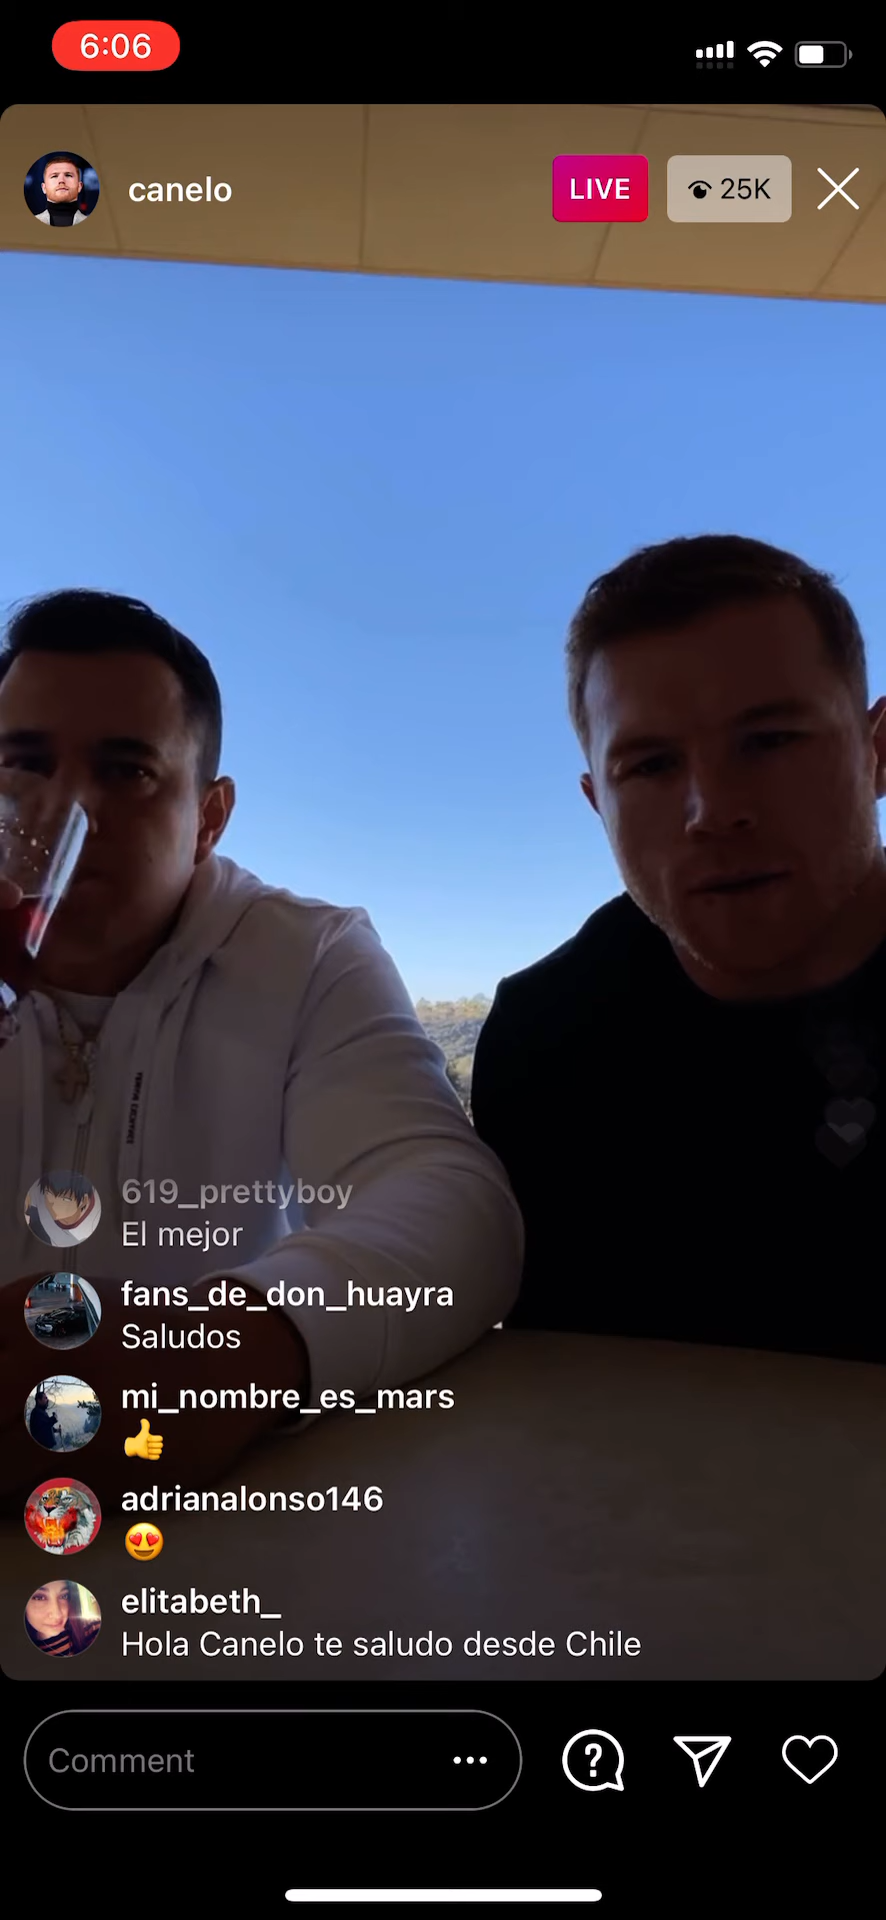 6:06
canelo
LIVE
25K
619_prettyboy
El mejor
fans_de_don_huayra
Saludos
mi_nombre_es_mars
👍
adrianalonso146
😍
elitabeth_
Hola Canelo te saludo desde Chile
Comment